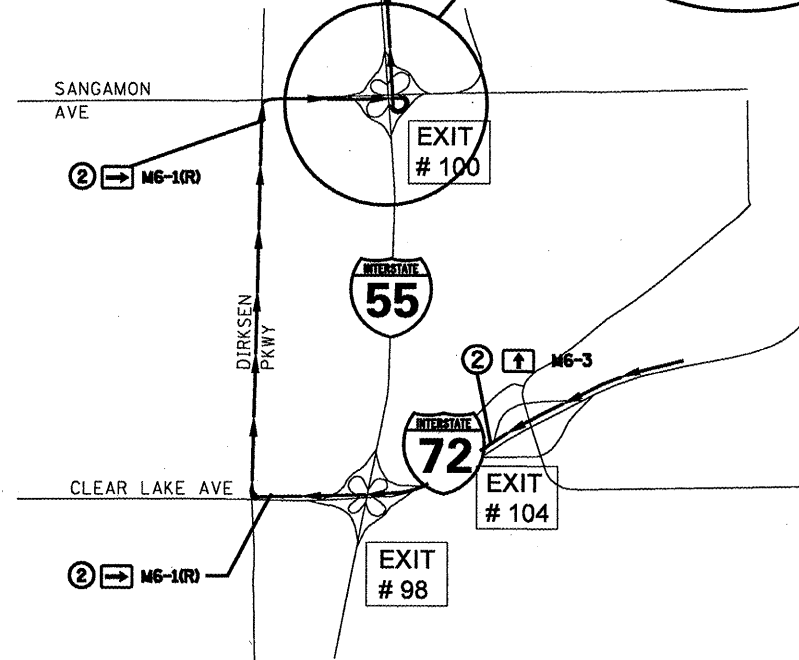 SANGAMON
AVE
EXIT
# 100
2 M6-1(R)
INTERSTATE
55
DIRKSEN
PKWY
2 M6-3
INTERSTATE
72
CLEAR LAKE AVE
EXIT
# 104
EXIT
# 98
2 M6-1(R)